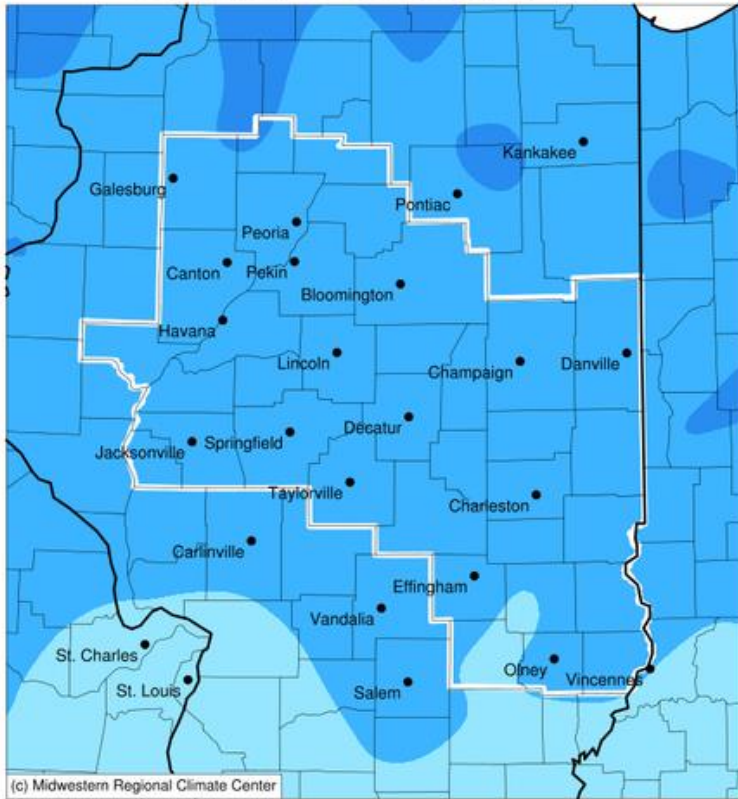 Kankakee
Galesburg
Pontiac
Peoria
Canton
Pekin
Bloomington
Havana
Lincoln
Champaign
Danville
Decatur
Jacksonville
Springfield
Taylorville
Charleston
Carlinville
Effingham
Vandalia
St. Charles
Olney
Vincennes
St. Louis
Salem
(c) Midwestern Regional Climate Center